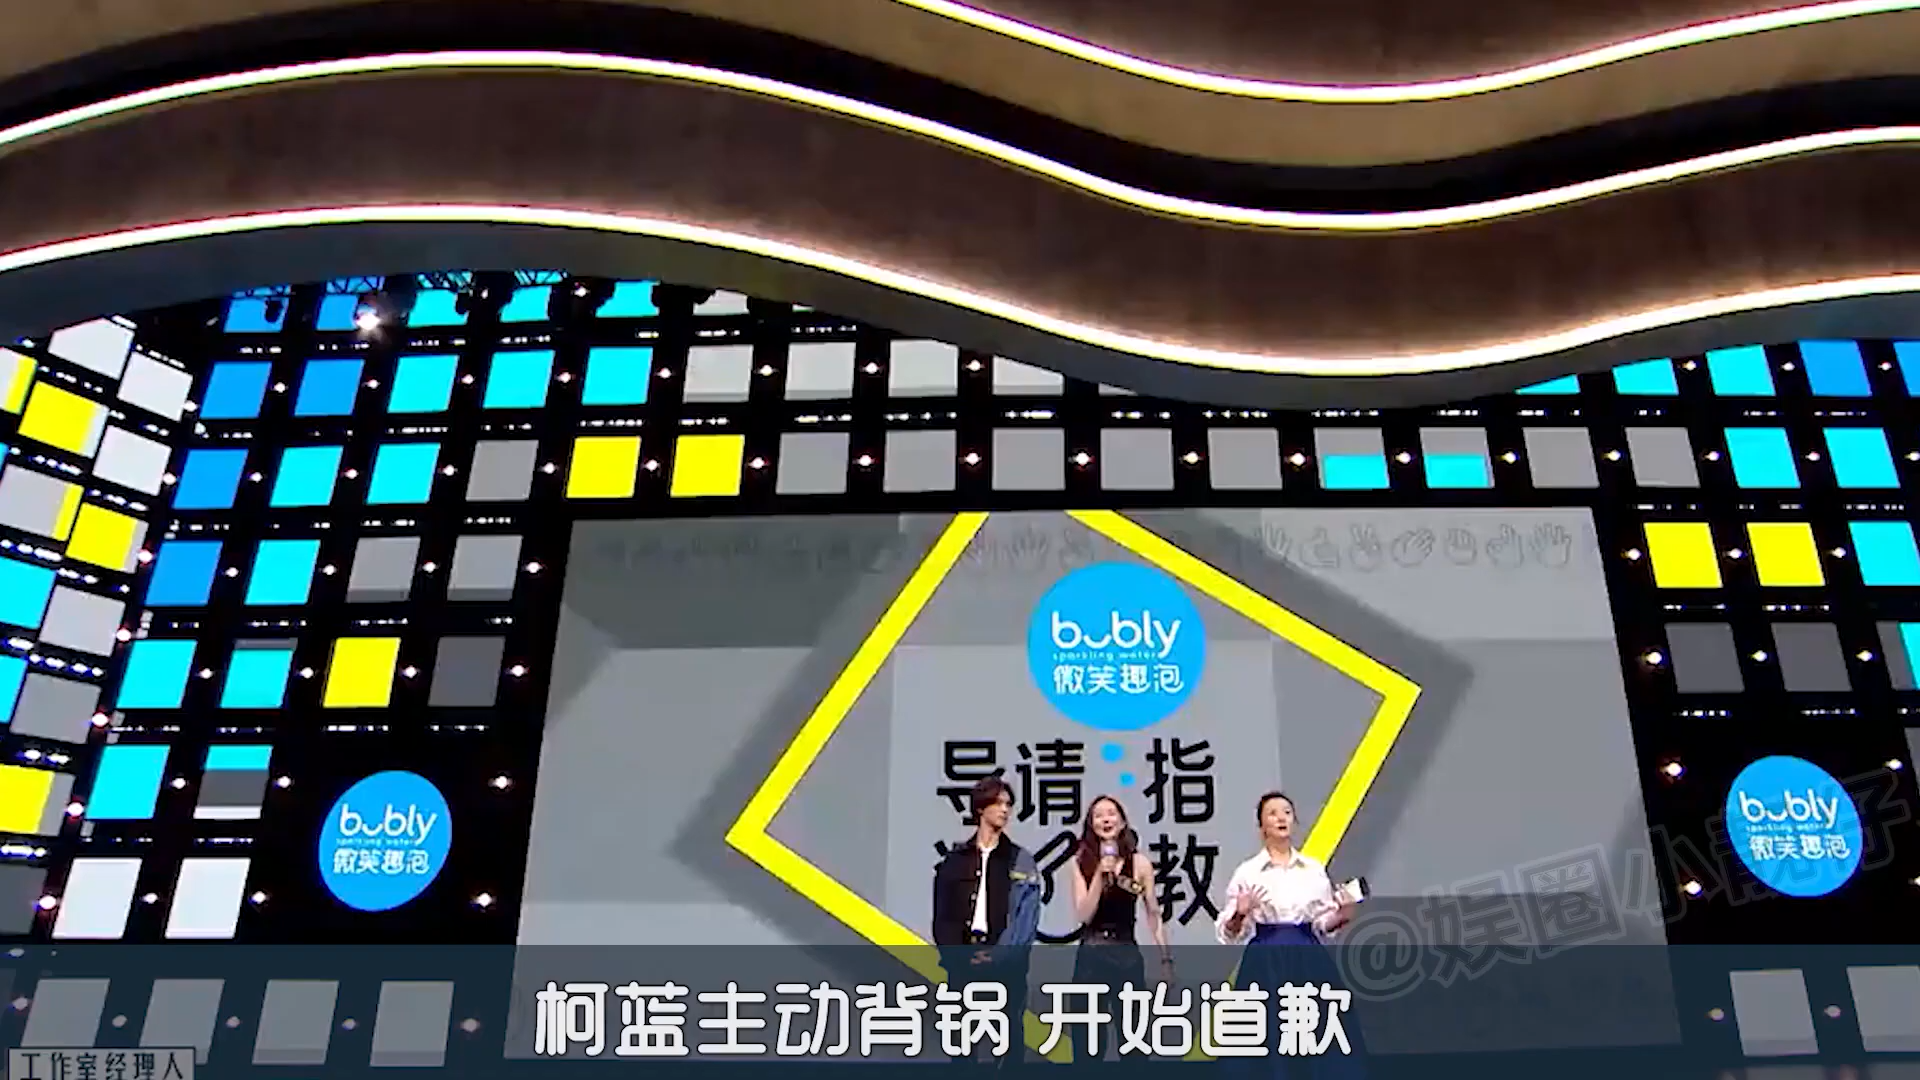 bubly
sparkling water
微笑趣泡
导请指
教
bubly
sparkling water
微笑趣泡
bubly
sparkling water
微笑趣泡
@娱圈小靓仔
柯蓝主动背锅 开始道歉
工作室经理人